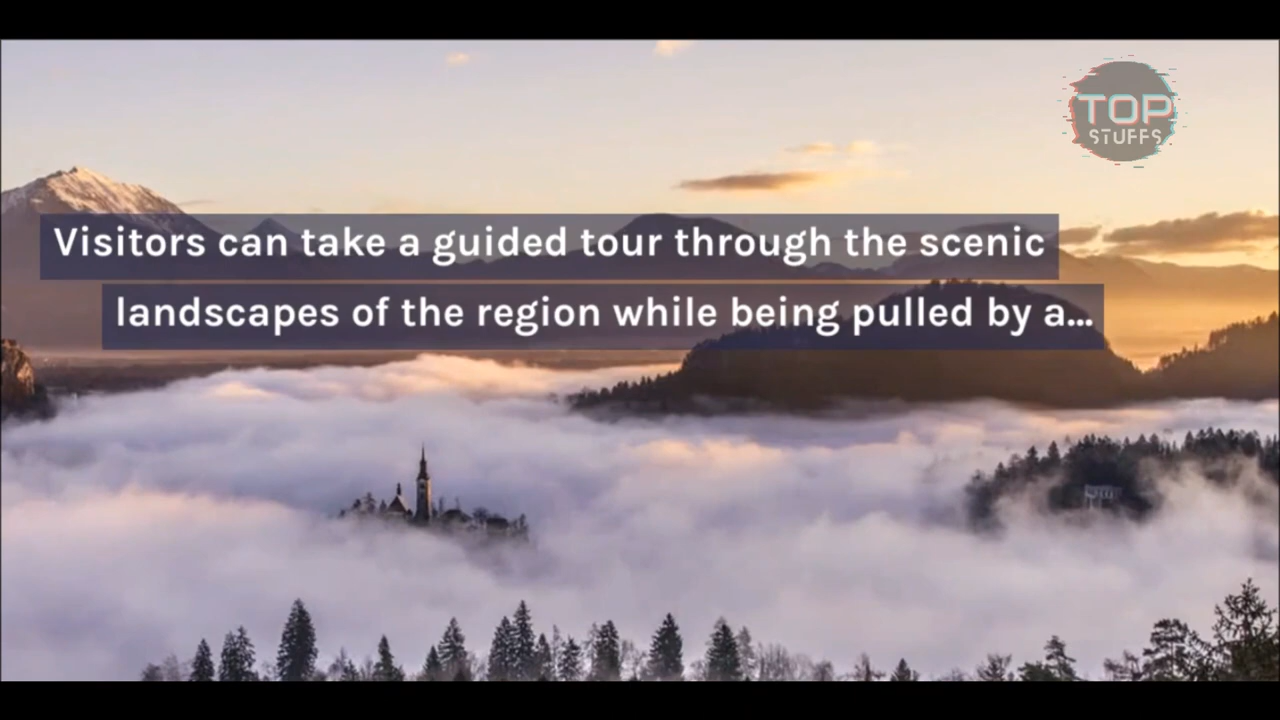 TOP
STUFFS
Visitors can take a guided tour through the scenic
landscapes of the region while being pulled by a...